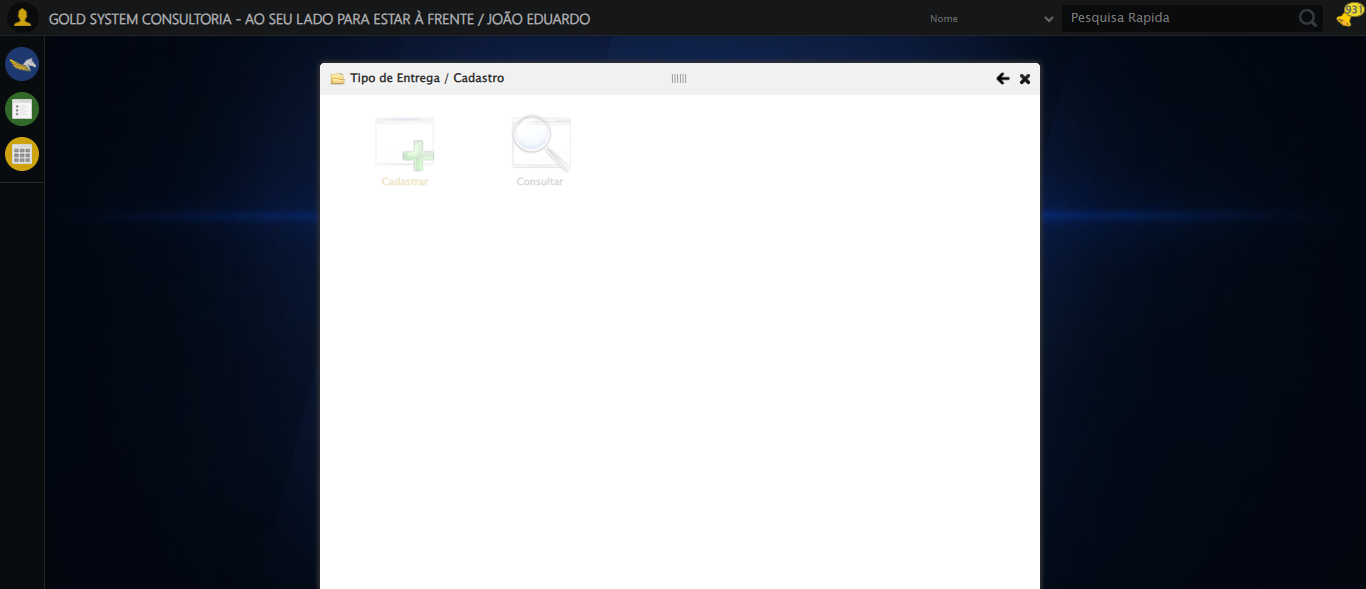 GOLD SYSTEM CONSULTORIA - AO SEU LADO PARA ESTAR À FRENTE / JOÃO EDUARDO
Nome
Pesquisa Rapida
931
Tipo de Entrega / Cadastro
Cadastrar
Consultar